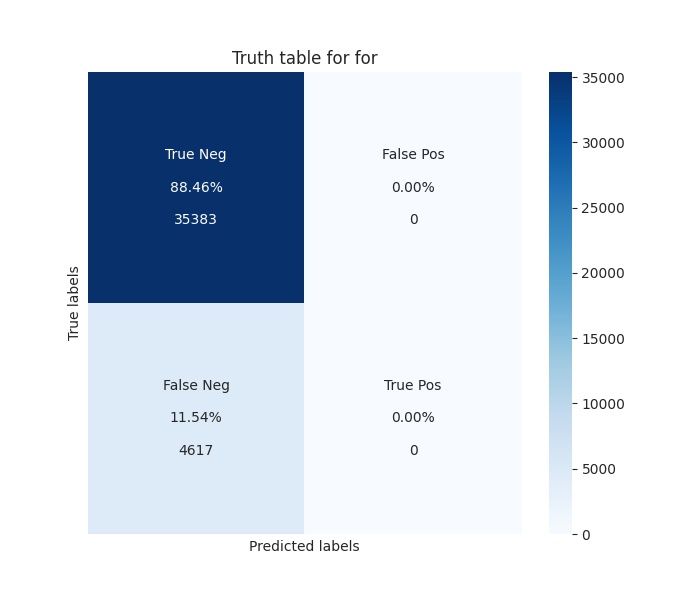 Truth table for for
True Neg
88.46%
35383
False Pos
0.00%
0
False Neg
11.54%
4617
True Pos
0.00%
0
True labels
Predicted labels
35000
30000
25000
20000
15000
10000
5000
0